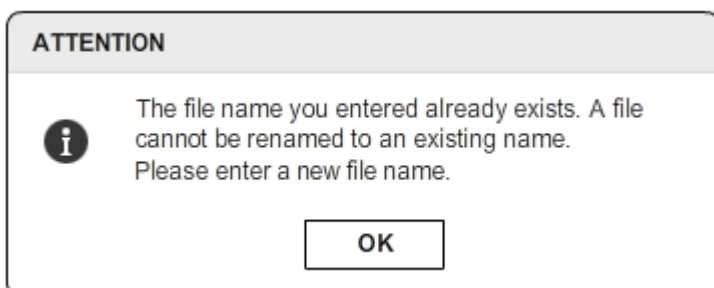 ATTENTION
The file name you entered already exists. A file
cannot be renamed to an existing name.
Please enter a new file name.
OK